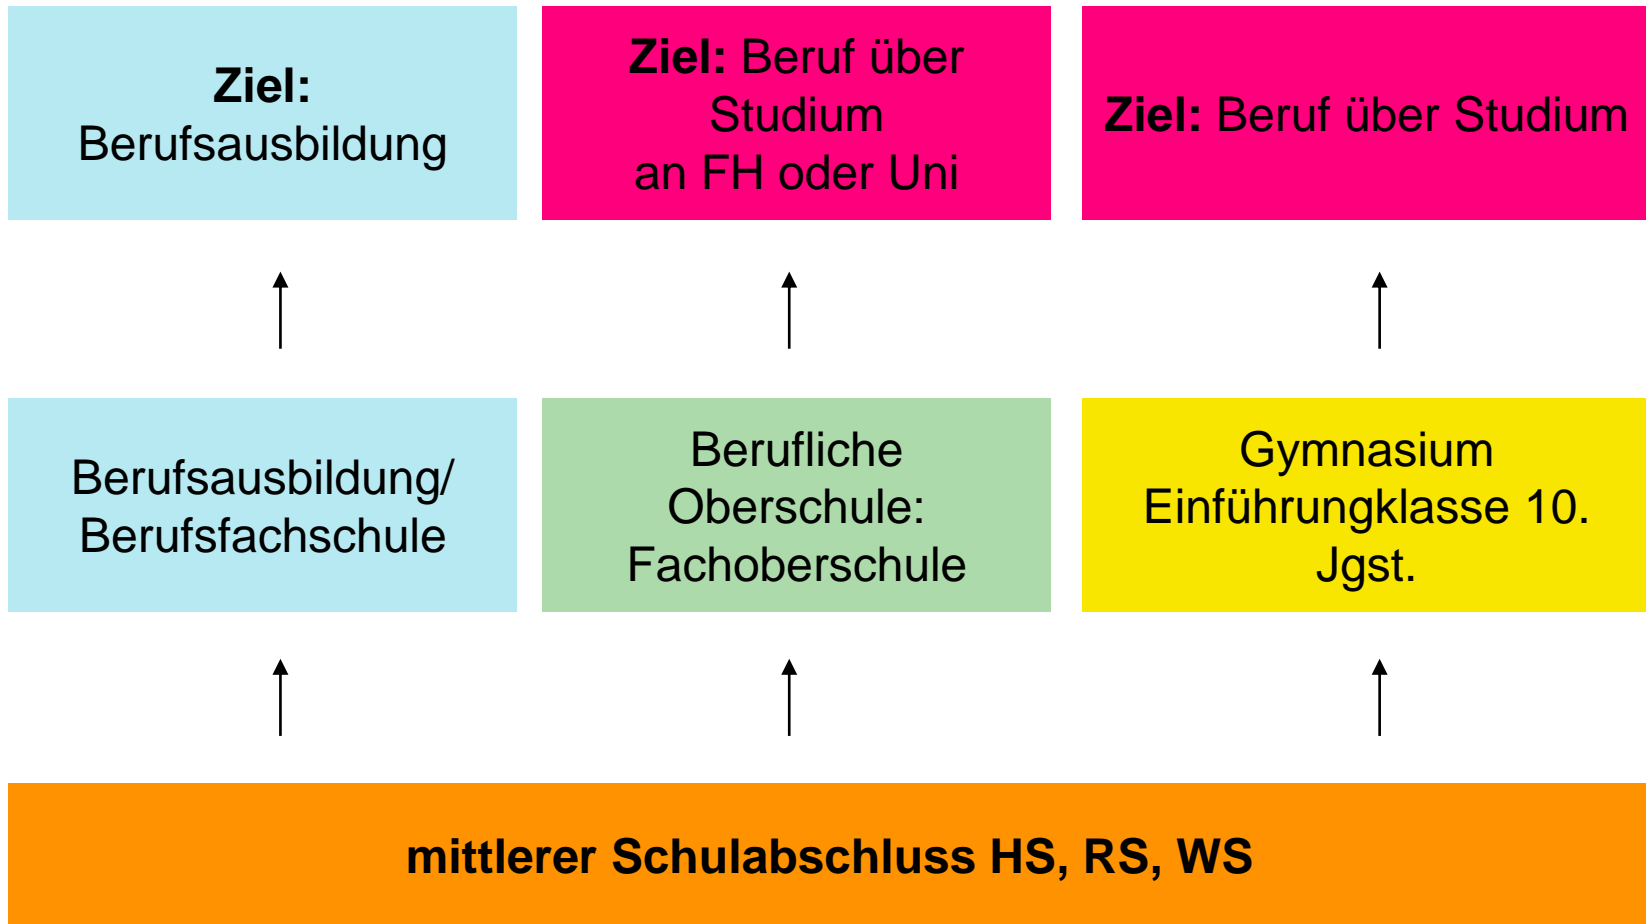 Ziel:
Berufsausbildung
Ziel: Beruf über
Studium
an FH oder Uni
Ziel: Beruf über Studium
Berufsausbildung/
Berufsfachschule
Berufliche
Oberschule:
Fachoberschule
Gymnasium
Einführungklasse 10.
Jgst.
mittlerer Schulabschluss HS, RS, WS